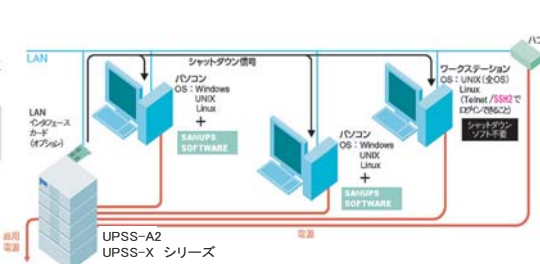 LAN
シャットダウン信号
パソコン
OS：Windows
UNIX
Linux
+
SANUPS
SOFTWARE
パソコン
OS：Windows
UNIX
Linux
+
SANUPS
SOFTWARE
ワークステーション
OS：UNIX（全OS）
Linux
（Telnet/SSH2で
ログインできること）
シャットダウン
ソフト不要
LAN
インタフェース
カード
（オプション）
商用
電源
UPSS-A2
UPSS-X シリーズ
電源